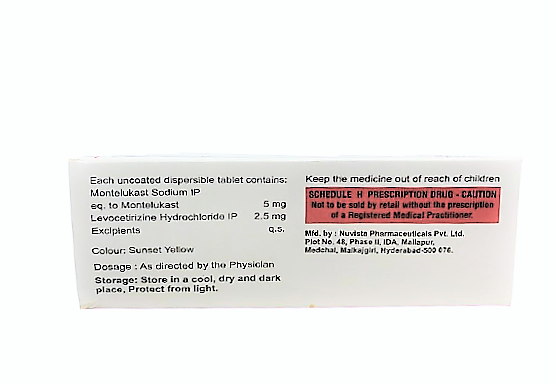 Each uncoated dispersible tablet contains:
Montelukast Sodium IP
eq. to Montelukast 5 mg
Levocetirizine Hydrochloride IP 2.5 mg
Excipients q.s.
Colour: Sunset Yellow
Dosage : As directed by the Physician
Storage: Store in a cool, dry and dark
place, Protect from light.
Keep the medicine out of reach of children
SCHEDULE H PRESCRIPTION DRUG - CAUTION
Not to be sold by retail without the prescription
of a Registered Medical Practitioner.
Mfd. by : Nuvista Pharmaceuticals Pvt. Ltd.
Plot No. 48, Phase II, IDA, Mallapur,
Medchal, Malkajgiri, Hyderabad-500 076.